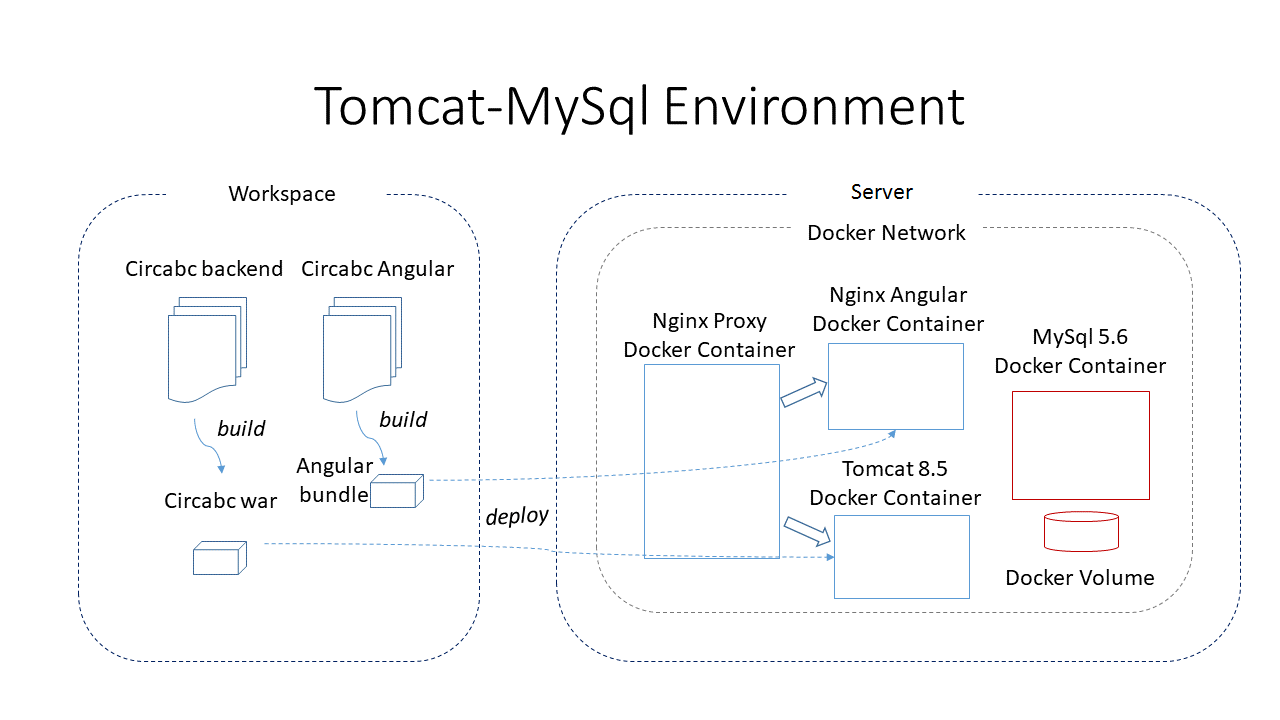 Tomcat-MySql Environment
Workspace
Server
Docker Network
Circabc backend
Circabc Angular
Nginx Angular
Docker Container
Nginx Proxy
Docker Container
MySql 5.6
Docker Container
build
build
Angular
bundle
Circabc war
Tomcat 8.5
Docker Container
deploy
Docker Volume